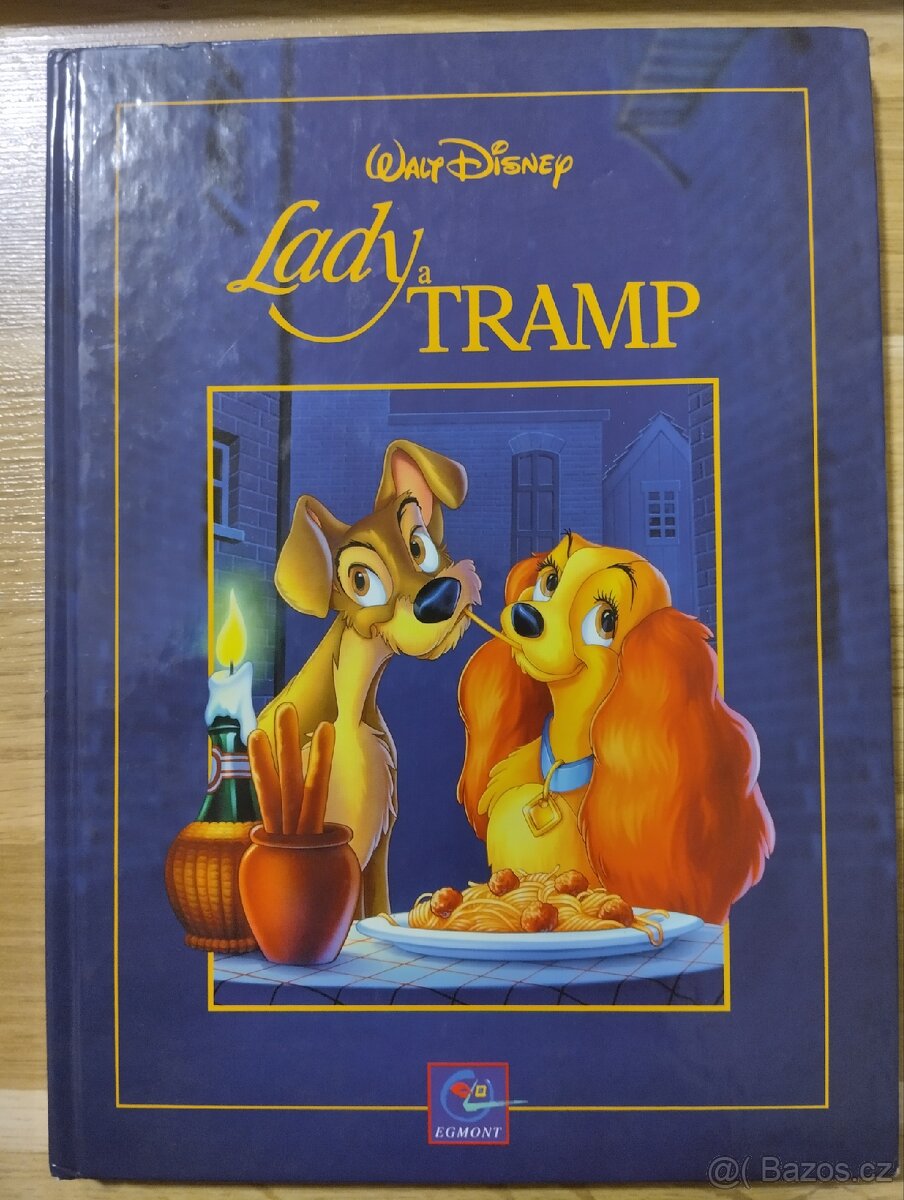 WALT DISNEY
Lady
a
TRAMP
EGMONT
@( Bazos.cz